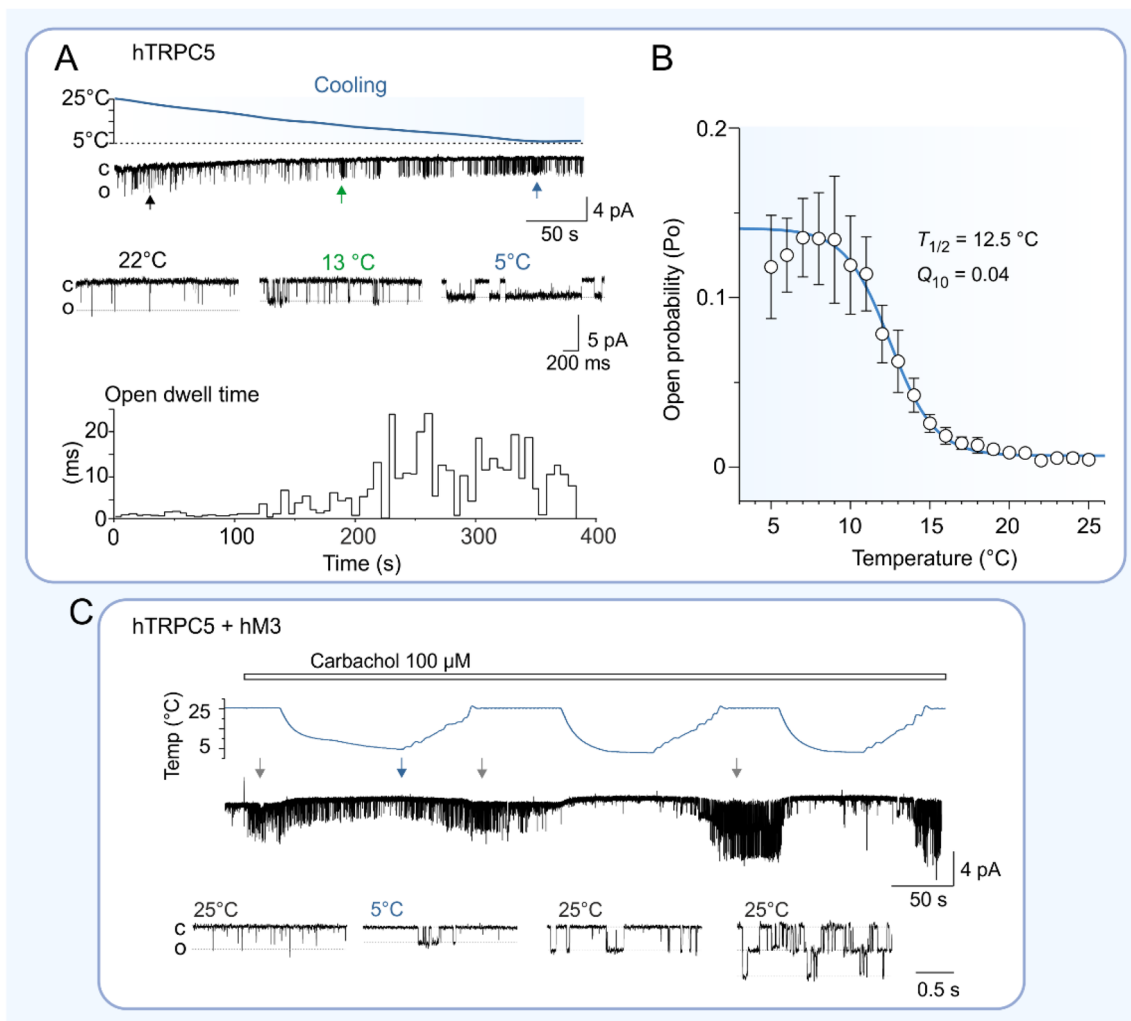 A
hTRPC5
Cooling
25°C
5°C
c
o
4 pA
50 s
22°C
13 °C
5°C
c
o
5 pA
200 ms
Open dwell time
(ms)
20
10
0
0 100 200 300 400
Time (s)
B
Open probability (Po)
0.2
0.1
0
T1/2 = 12.5 °C
Q10 = 0.04
5 10 15 20 25
Temperature (°C)
C
hTRPC5 + hM3
Carbachol 100 µM
Temp (°C)
25
5
4 pA
50 s
25°C
5°C
25°C
25°C
c
o
0.5 s